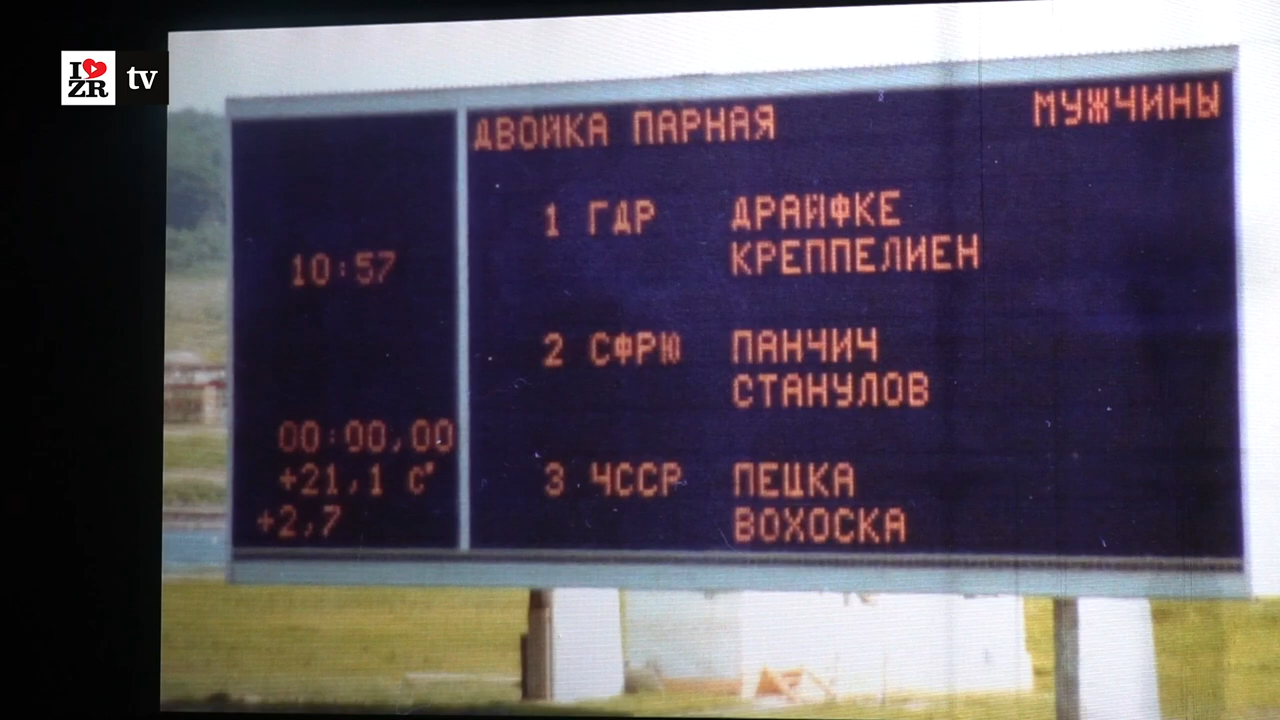 I ZR tv
ДВОЙКА ПАРНАЯ МУЖЧИНЫ
1 ГДР ДРАЙФКЕ
КРЕППЕЛИЕН
10:57
2 СФРЮ ПАНЧИЧ
СТАНУЛОВ
00:00,00
+21,1 c°
3 ЧССР ПЕЦКА
+2,7
ВОХОСКА